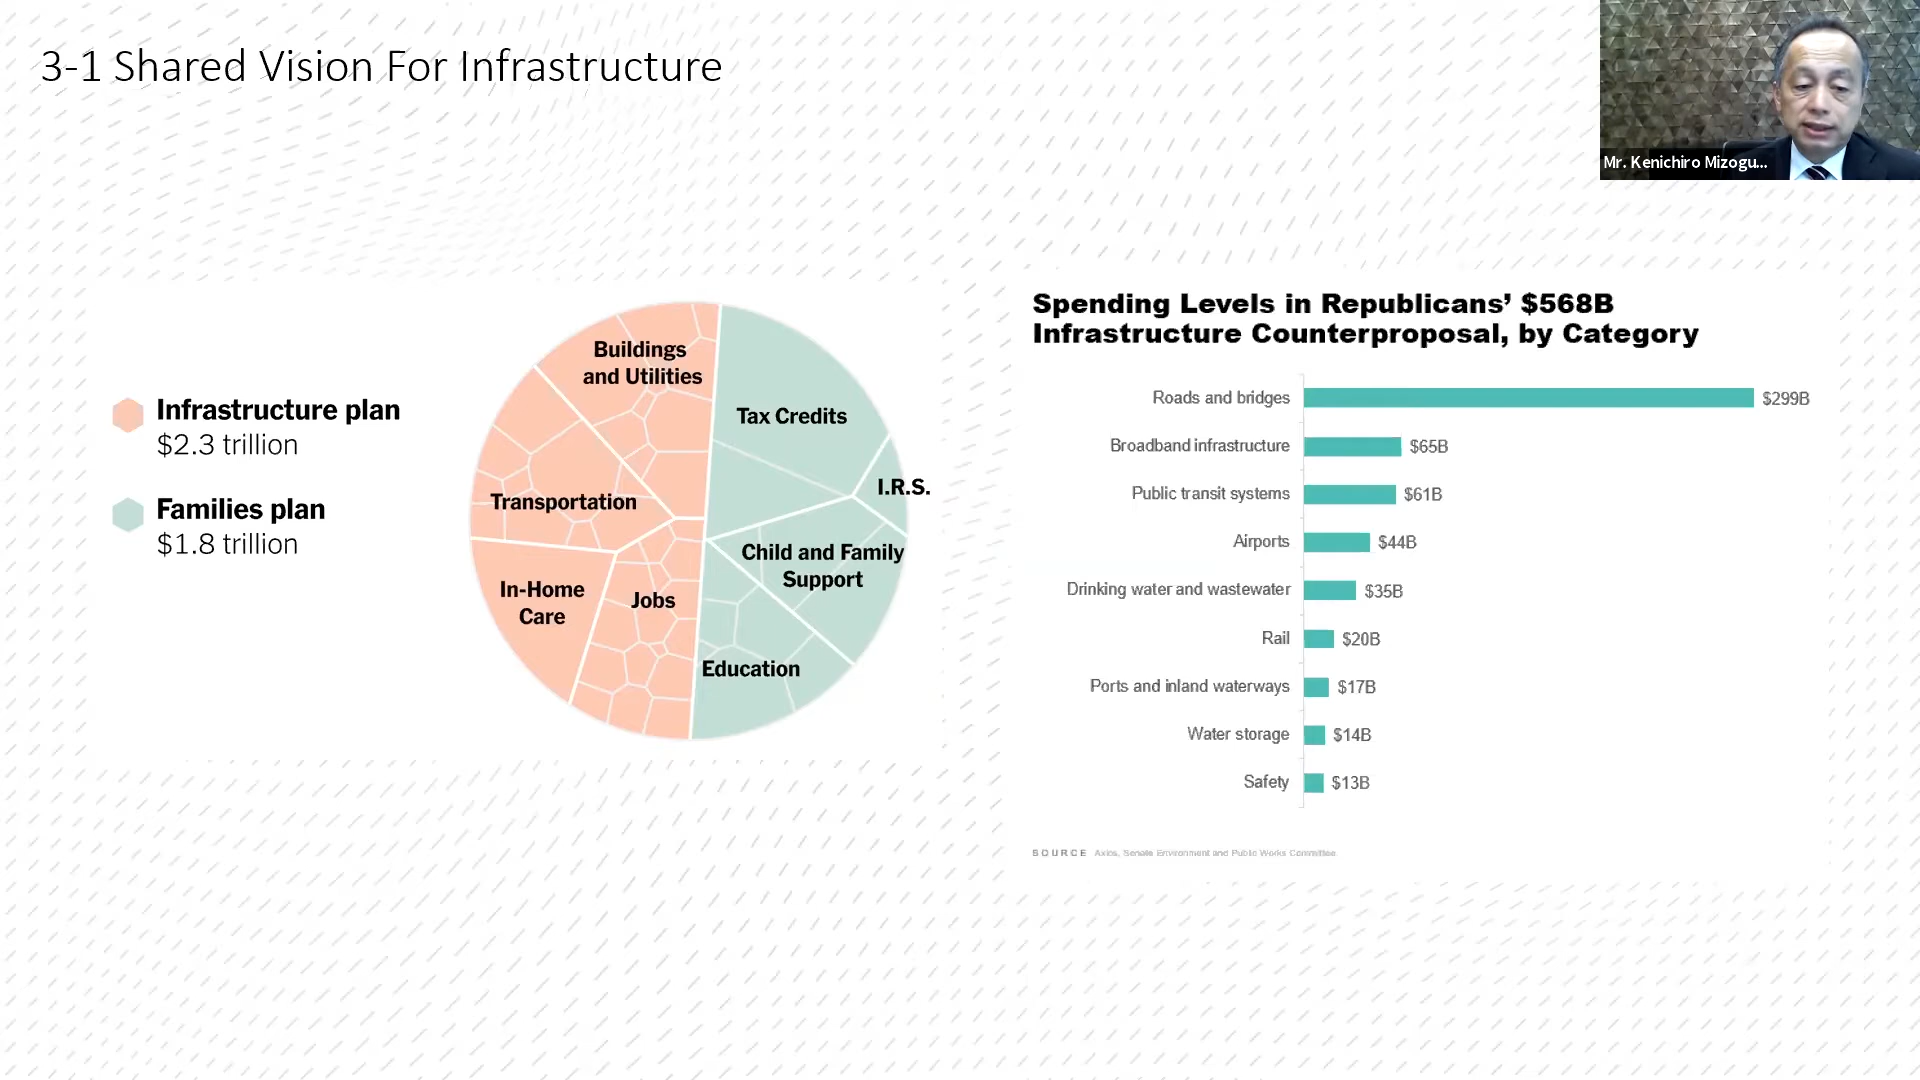 3-1 Shared Vision For Infrastructure
Mr. Kenichiro Mizogu...
Infrastructure plan
$2.3 trillion
Families plan
$1.8 trillion
Buildings
and Utilities
Tax Credits
I.R.S.
Transportation
Child and Family
Support
In-Home
Care
Jobs
Education
Spending Levels in Republicans’ $568B
Infrastructure Counterproposal, by Category
Roads and bridges $299B
Broadband infrastructure $65B
Public transit systems $61B
Airports $44B
Drinking water and wastewater $35B
Rail $20B
Ports and inland waterways $17B
Water storage $14B
Safety $13B
SOURCE Axios, Senate Environment and Public Works Committee.